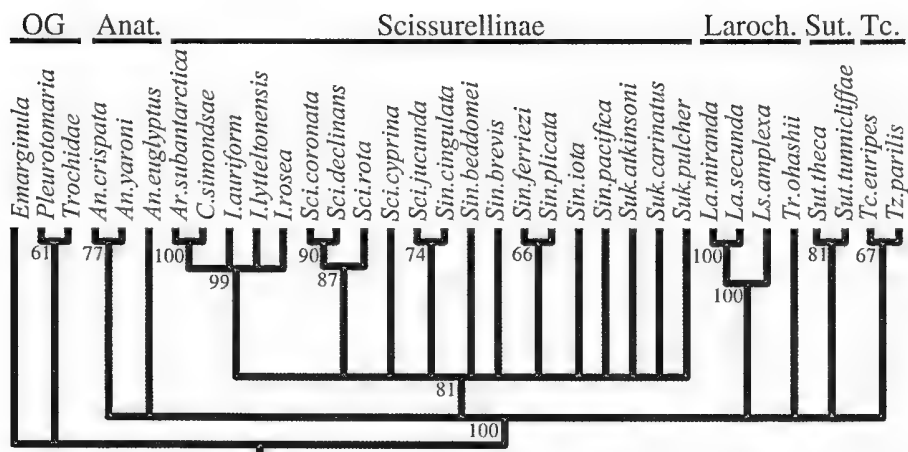 OG Anat. Scissurellinae Laroch. Sut. Tc.
Emarginula
Pleurotomaria
Trochidae
An.crispata
An.yaroni
An.euglyptus
Ar.subantarctica
C.simondsae
I.auriform
I.lytteltonensis
I.rosea
Sci.coronata
Sci.declinans
Sci.rota
Sci.cyprina
Sci.jucunda
Sin.cingulata
Sin.beddomei
Sin.brevis
Sin.ferriezi
Sin.plicata
Sin.iota
Sin.pacifica
Suk.atkinsoni
Suk.carinatus
Suk.pulcher
La.miranda
La.secunda
Ls.amplexa
Tr.ohashii
Sut.theca
Sut.tunnicliffae
Tc.euripes
Tz.parilis
61 77 100 90 74 66 100 81 67
99 87 100
81
100